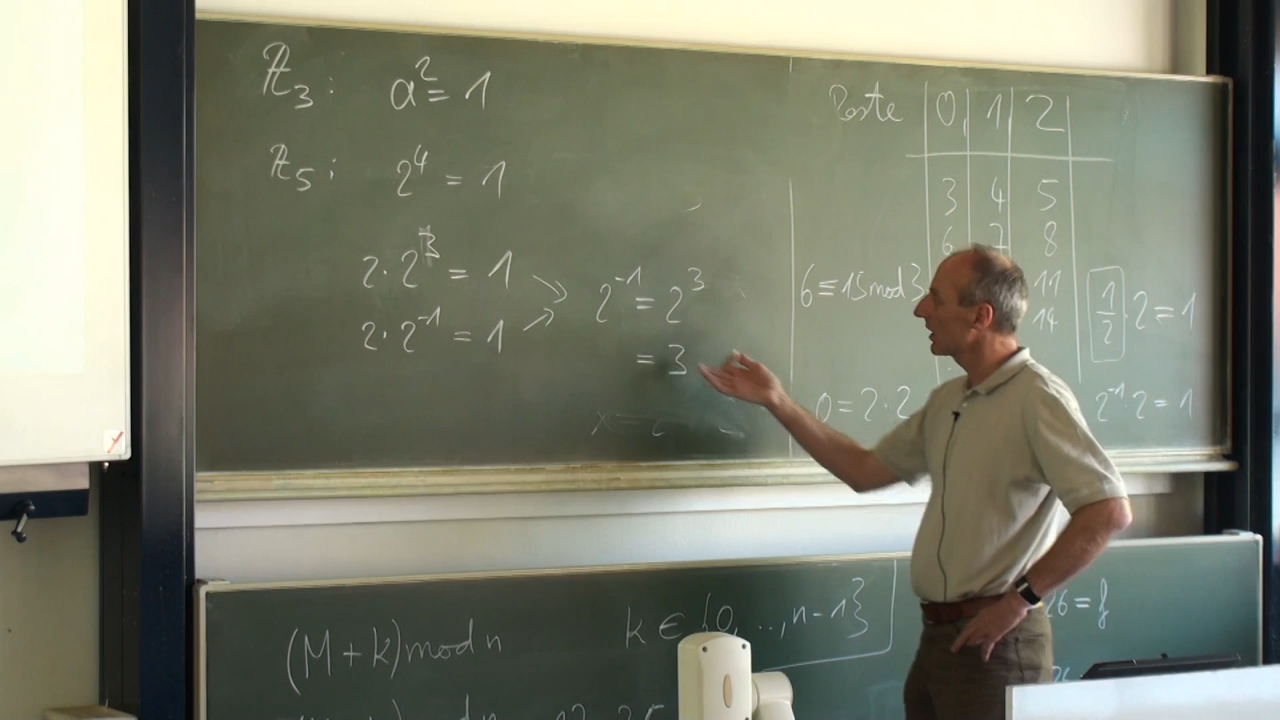 ℤ₃: a² = 1
ℤ₅: 2⁴ = 1
2·2³ = 1
2·2⁻¹ = 1
2⁻¹ = 2³
= 3
x =
Reste 0 1 2
3 4 5
6 7 8
11
14
6 ≡ 15 mod 3
0 = 2·2
1/2 · 2 = 1
2⁻¹·2 = 1
(M + k) mod n k ∈ {0, ..., n-1}
26 = f